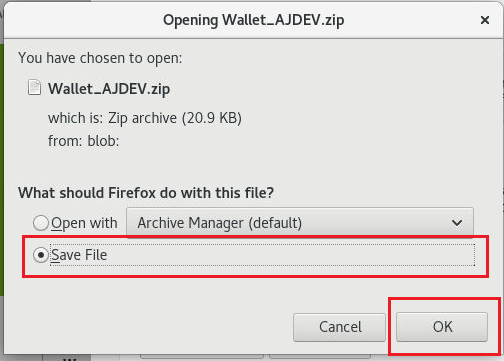 Opening Wallet_AJDEV.zip
You have chosen to open:
Wallet_AJDEV.zip
which is: Zip archive (20.9 KB)
from: blob:
What should Firefox do with this file?
Open with Archive Manager (default)
Save File
Cancel OK